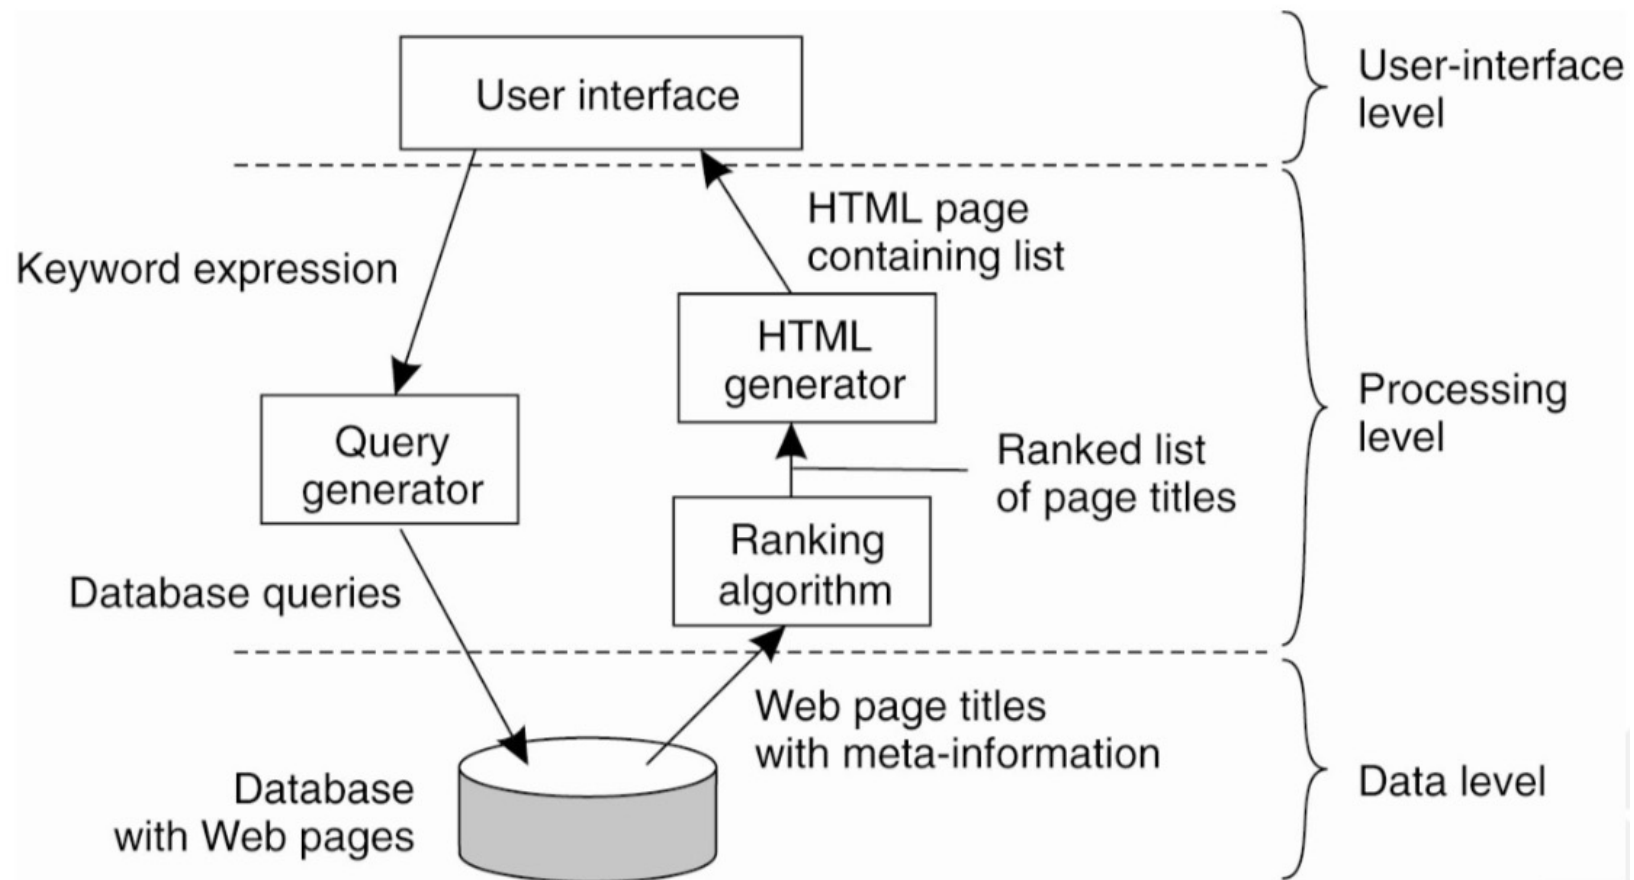 User interface
User-interface
level
Keyword expression
HTML page
containing list
HTML
generator
Processing
level
Query
generator
Ranked list
of page titles
Ranking
algorithm
Database queries
Web page titles
with meta-information
Database
with Web pages
Data level